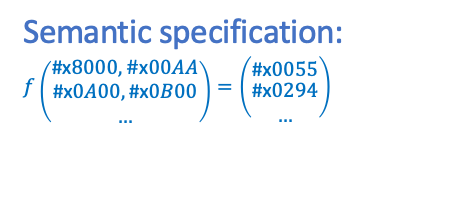 Semantic specification:
f (#x8000, #x00AA) = (#x0055)
#x0A00, #x0B00 #x0294
... ...